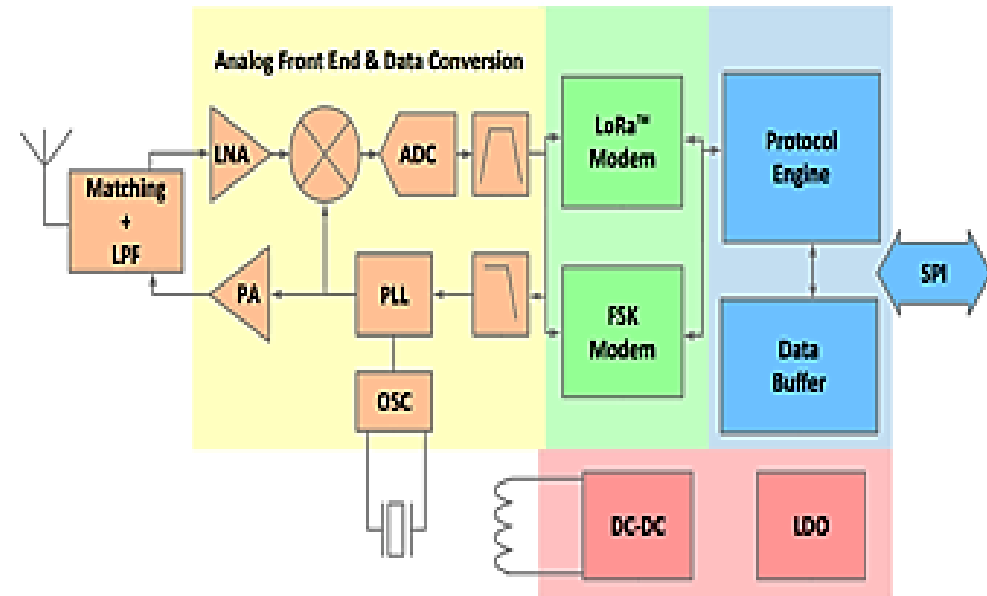 Analog Front End & Data Conversion
LNA
ADC
LoRa™
Modem
Protocol
Engine
Matching
+
LPF
PA
PLL
FSK
Modem
SPI
Data
Buffer
OSC
DC-DC
LDO